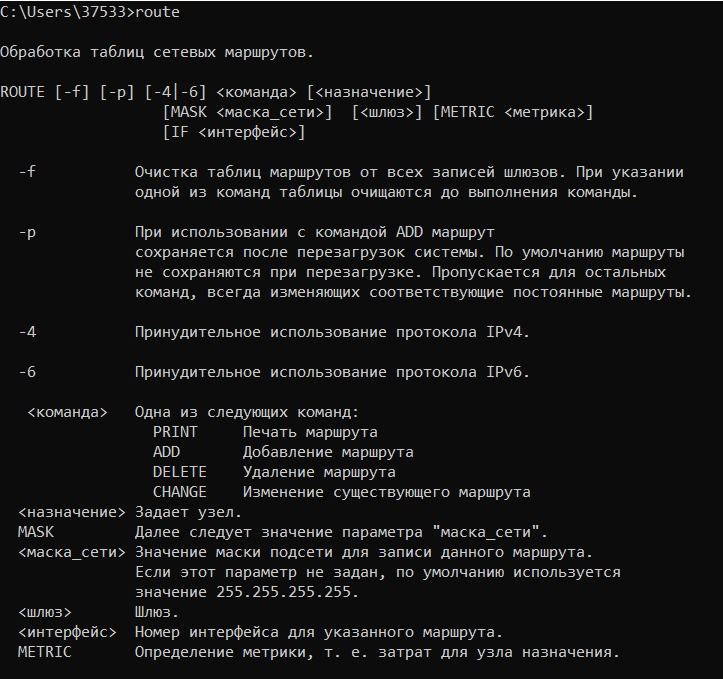 C:\Users\37533>route
Обработка таблиц сетевых маршрутов.
ROUTE [-f] [-p] [-4|-6] <команда> [<назначение>]
[MASK <маска_сети>]  [<шлюз>] [METRIC <метрика>]
[IF <интерфейс>]
-f           Очистка таблиц маршрутов от всех записей шлюзов. При указании
одной из команд таблицы очищаются до выполнения команды.
-p           При использовании с командой ADD маршрут
сохраняется после перезагрузок системы. По умолчанию маршруты
не сохраняются при перезагрузке. Пропускается для остальных
команд, всегда изменяющих соответствующие постоянные маршруты.
-4           Принудительное использование протокола IPv4.
-6           Принудительное использование протокола IPv6.
<команда>   Одна из следующих команд:
PRINT     Печать маршрута
ADD       Добавление маршрута
DELETE    Удаление маршрута
CHANGE    Изменение существующего маршрута
<назначение> Задает узел.
MASK         Далее следует значение параметра "маска_сети".
<маска_сети> Значение маски подсети для записи данного маршрута.
Если этот параметр не задан, по умолчанию используется
значение 255.255.255.255.
<шлюз>       Шлюз.
<интерфейс>  Номер интерфейса для указанного маршрута.
METRIC       Определение метрики, т. е. затрат для узла назначения.